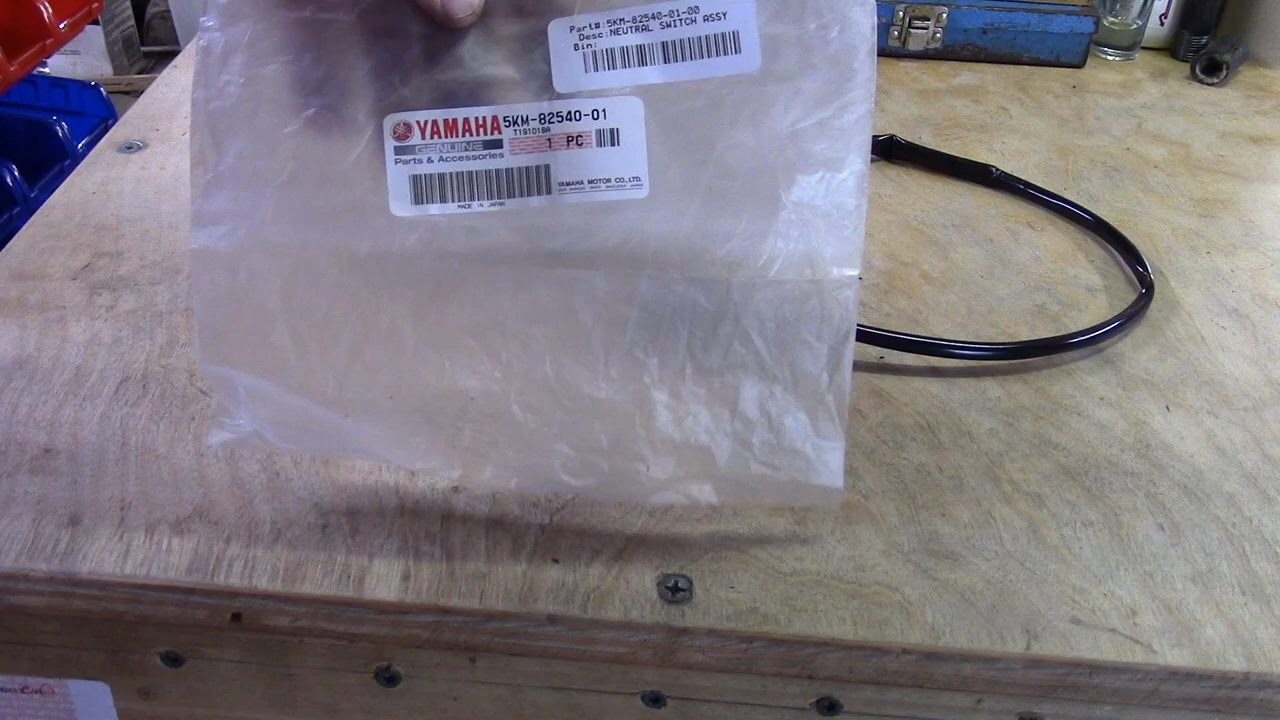 Part#:5KM-82540-01-00
Desc:NEUTRAL SWITCH ASSY
Bin:
YAMAHA 5KM-82540-01
T19101BA
GENUINE
1 PC
Parts & Accessories
YAMAHA MOTOR CO.,LTD.
MADE IN JAPAN